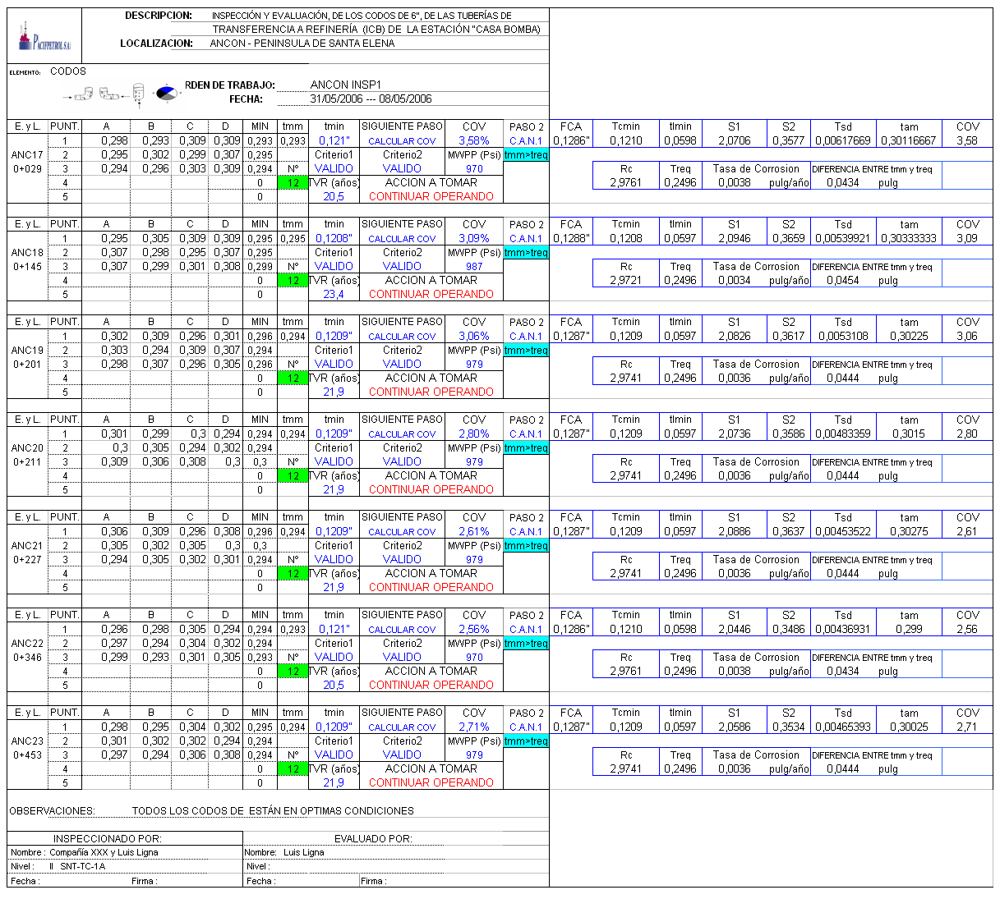 DESCRIPCION: INSPECCIÓN Y EVALUACIÓN, DE LOS CODOS DE 6", DE LAS TUBERÍAS DE
TRANSFERENCIA A REFINERÍA (ICB) DE LA ESTACIÓN "CASA BOMBA)
PACIFPETROL S.A.
LOCALIZACION: ANCON - PENINSULA DE SANTA ELENA
ELEMENTO: CODOS
RDEN DE TRABAJO: ANCON INSP1
FECHA: 31/05/2006 --- 08/05/2006
E. y L. PUNT. A B C D MIN tmm tmin SIGUIENTE PASO COV PASO 2 FCA Tcmin tlmin S1 S2 Tsd tam COV
1 0,298 0,293 0,309 0,309 0,293 0,293 0,121" CALCULAR COV 3,58% C.A.N.1 0,1286" 0,1210 0,0598 2,0706 0,3577 0,00617669 0,30116667 3,58
ANC17 2 0,295 0,302 0,299 0,307 0,295 Criterio1 Criterio2 MWPP (Psi) tmm>treq
0+029 3 0,294 0,296 0,303 0,309 0,294 Nº VALIDO VALIDO 970 Rc Treq Tasa de Corrosion DIFERENCIA ENTRE tmm y treq
4 0 12 TVR (años) ACCION A TOMAR 2,9761 0,2496 0,0038 pulg/año 0,0434 pulg
5 0 20,5 CONTINUAR OPERANDO
E. y L. PUNT. A B C D MIN tmm tmin SIGUIENTE PASO COV PASO 2 FCA Tcmin tlmin S1 S2 Tsd tam COV
1 0,295 0,305 0,309 0,309 0,295 0,295 0,1208" CALCULAR COV 3,09% C.A.N.1 0,1288" 0,1208 0,0597 2,0946 0,3659 0,00539921 0,30333333 3,09
ANC18 2 0,307 0,298 0,295 0,307 0,295 Criterio1 Criterio2 MWPP (Psi) tmm>treq
0+145 3 0,307 0,299 0,301 0,308 0,299 Nº VALIDO VALIDO 987 Rc Treq Tasa de Corrosion DIFERENCIA ENTRE tmm y treq
4 0 12 TVR (años) ACCION A TOMAR 2,9721 0,2496 0,0034 pulg/año 0,0454 pulg
5 0 23,4 CONTINUAR OPERANDO
E. y L. PUNT. A B C D MIN tmm tmin SIGUIENTE PASO COV PASO 2 FCA Tcmin tlmin S1 S2 Tsd tam COV
1 0,302 0,309 0,296 0,301 0,296 0,294 0,1209" CALCULAR COV 3,06% C.A.N.1 0,1287" 0,1209 0,0597 2,0826 0,3617 0,0053108 0,30225 3,06
ANC19 2 0,303 0,294 0,309 0,307 0,294 Criterio1 Criterio2 MWPP (Psi) tmm>treq
0+201 3 0,298 0,307 0,296 0,305 0,296 Nº VALIDO VALIDO 979 Rc Treq Tasa de Corrosion DIFERENCIA ENTRE tmm y treq
4 0 12 TVR (años) ACCION A TOMAR 2,9741 0,2496 0,0036 pulg/año 0,0444 pulg
5 0 21,9 CONTINUAR OPERANDO
E. y L. PUNT. A B C D MIN tmm tmin SIGUIENTE PASO COV PASO 2 FCA Tcmin tlmin S1 S2 Tsd tam COV
1 0,301 0,299 0,3 0,294 0,294 0,294 0,1209" CALCULAR COV 2,80% C.A.N.1 0,1287" 0,1209 0,0597 2,0736 0,3586 0,00483359 0,3015 2,80
ANC20 2 0,3 0,305 0,294 0,302 0,294 Criterio1 Criterio2 MWPP (Psi) tmm>treq
0+211 3 0,309 0,306 0,308 0,3 0,3 Nº VALIDO VALIDO 979 Rc Treq Tasa de Corrosion DIFERENCIA ENTRE tmm y treq
4 0 12 TVR (años) ACCION A TOMAR 2,9741 0,2496 0,0036 pulg/año 0,0444 pulg
5 0 21,9 CONTINUAR OPERANDO
E. y L. PUNT. A B C D MIN tmm tmin SIGUIENTE PASO COV PASO 2 FCA Tcmin tlmin S1 S2 Tsd tam COV
1 0,306 0,309 0,296 0,308 0,296 0,294 0,1209" CALCULAR COV 2,61% C.A.N.1 0,1287" 0,1209 0,0597 2,0886 0,3637 0,00453522 0,30275 2,61
ANC21 2 0,305 0,302 0,305 0,3 0,3 Criterio1 Criterio2 MWPP (Psi) tmm>treq
0+227 3 0,294 0,305 0,302 0,301 0,294 Nº VALIDO VALIDO 979 Rc Treq Tasa de Corrosion DIFERENCIA ENTRE tmm y treq
4 0 12 TVR (años) ACCION A TOMAR 2,9741 0,2496 0,0036 pulg/año 0,0444 pulg
5 0 21,9 CONTINUAR OPERANDO
E. y L. PUNT. A B C D MIN tmm tmin SIGUIENTE PASO COV PASO 2 FCA Tcmin tlmin S1 S2 Tsd tam COV
1 0,296 0,298 0,305 0,294 0,294 0,293 0,121" CALCULAR COV 2,56% C.A.N.1 0,1286" 0,1210 0,0598 2,0446 0,3486 0,00436931 0,299 2,56
ANC22 2 0,297 0,294 0,304 0,302 0,294 Criterio1 Criterio2 MWPP (Psi) tmm>treq
0+346 3 0,299 0,293 0,301 0,305 0,293 Nº VALIDO VALIDO 970 Rc Treq Tasa de Corrosion DIFERENCIA ENTRE tmm y treq
4 0 12 TVR (años) ACCION A TOMAR 2,9761 0,2496 0,0038 pulg/año 0,0434 pulg
5 0 20,5 CONTINUAR OPERANDO
E. y L. PUNT. A B C D MIN tmm tmin SIGUIENTE PASO COV PASO 2 FCA Tcmin tlmin S1 S2 Tsd tam COV
1 0,298 0,295 0,304 0,302 0,295 0,294 0,1209" CALCULAR COV 2,71% C.A.N.1 0,1287" 0,1209 0,0597 2,0586 0,3534 0,00465393 0,30025 2,71
ANC23 2 0,301 0,302 0,302 0,294 0,294 Criterio1 Criterio2 MWPP (Psi) tmm>treq
0+453 3 0,297 0,294 0,306 0,308 0,294 Nº VALIDO VALIDO 979 Rc Treq Tasa de Corrosion DIFERENCIA ENTRE tmm y treq
4 0 12 TVR (años) ACCION A TOMAR 2,9741 0,2496 0,0036 pulg/año 0,0444 pulg
5 0 21,9 CONTINUAR OPERANDO
OBSERVACIONES: TODOS LOS CODOS DE ESTÁN EN OPTIMAS CONDICIONES
INSPECCIONADO POR: EVALUADO POR:
Nombre : Compañía XXX y Luis Ligna Nombre: Luis Ligna
Nivel : II SNT-TC-1A Nivel :
Fecha : Firma : Fecha : Firma :